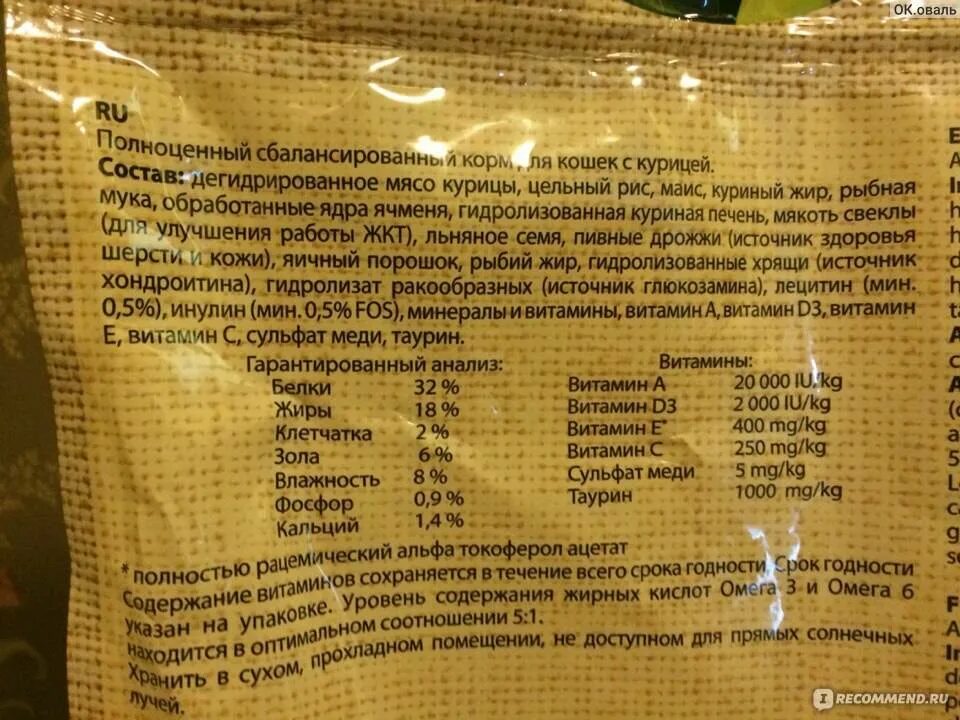 ОК.оваль
RU
Полноценный сбалансированный корм для кошек с курицей.
Состав: дегидрированное мясо курицы, цельный рис, маис, куриный жир, рыбная
мука, обработанные ядра ячменя, гидролизованная куриная печень, мякоть свеклы
(для улучшения работы ЖКТ), льняное семя, пивные дрожжи (источник здоровья
шерсти и кожи), яичный порошок, рыбий жир, гидролизованные хрящи (источник
хондроитина), гидролизат ракообразных (источник глюкозамина), лецитин (мин.
0,5%), инулин (мин. 0,5% FOS), минералы и витамины, витамин А, витамин D3, витамин
Е, витамин С, сульфат меди, таурин.
Гарантированный анализ:
Белки 32 %
Жиры 18 %
Клетчатка 2 %
Зола 6 %
Влажность 8 %
Фосфор 0,9 %
Кальций 1,4 %
Витамины:
Витамин А 20 000 IU/kg
Витамин D3 2 000 IU/kg
Витамин Е* 400 mg/kg
Витамин С 250 mg/kg
Сульфат меди 5 mg/kg
Таурин 1000 mg/kg
* полностью рацемический альфа токоферол ацетат
Содержание витаминов сохраняется в течение всего срока годности. Срок годности
указан на упаковке. Уровень содержания жирных кислот Омега 3 и Омега 6
находится в оптимальном соотношении 5:1.
Хранить в сухом, прохладном помещении, не доступном для прямых солнечных
лучей.
I RECOMMEND.RU